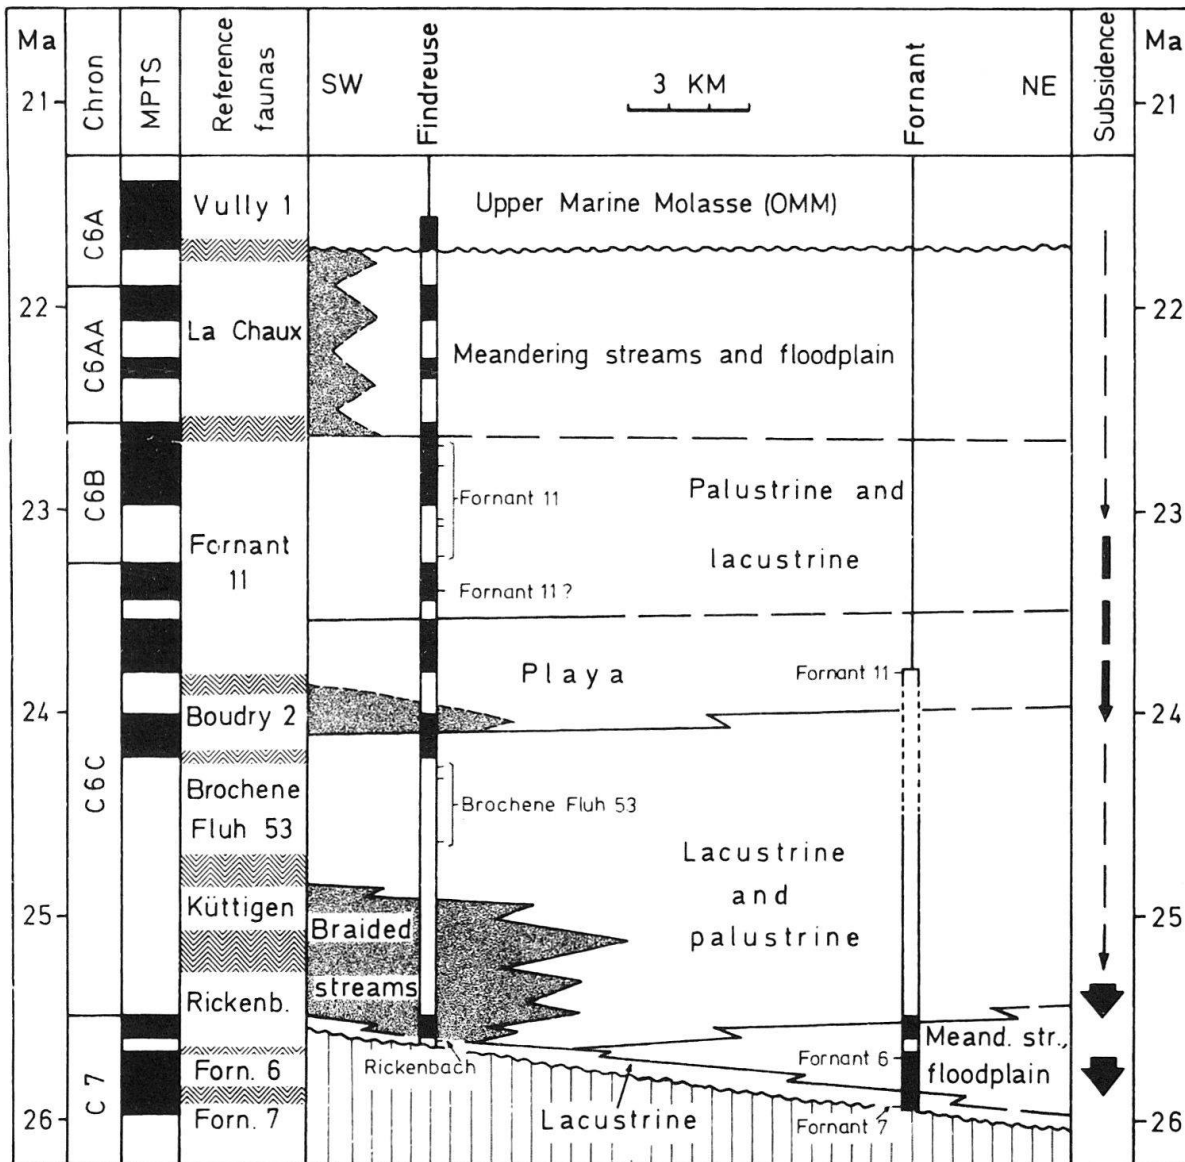 Ma
Chron
MPTS
Reference
faunas
SW
Findreuse
3 KM
Fornant
NE
Subsidence
Ma
21
21
C6A
Vully 1
Upper Marine Molasse (OMM)
22
22
C6AA
La Chaux
Meandering streams and floodplain
C6B
Fornant 11
Palustrine and
23
23
lacustrine
Fornant
11
Fornant 11?
Playa
Fornant 11
24
24
Boudry 2
C6C
Brochene
Fluh 53
Brochene Fluh 53
Lacustrine
and
palustrine
25
25
Küttigen
Braided
streams
Rickenb.
C7
Rickenbach
Forn. 6
Fornant 6
Meand. str.,
floodplain
Forn. 7
Lacustrine
Fornant 7
26
26